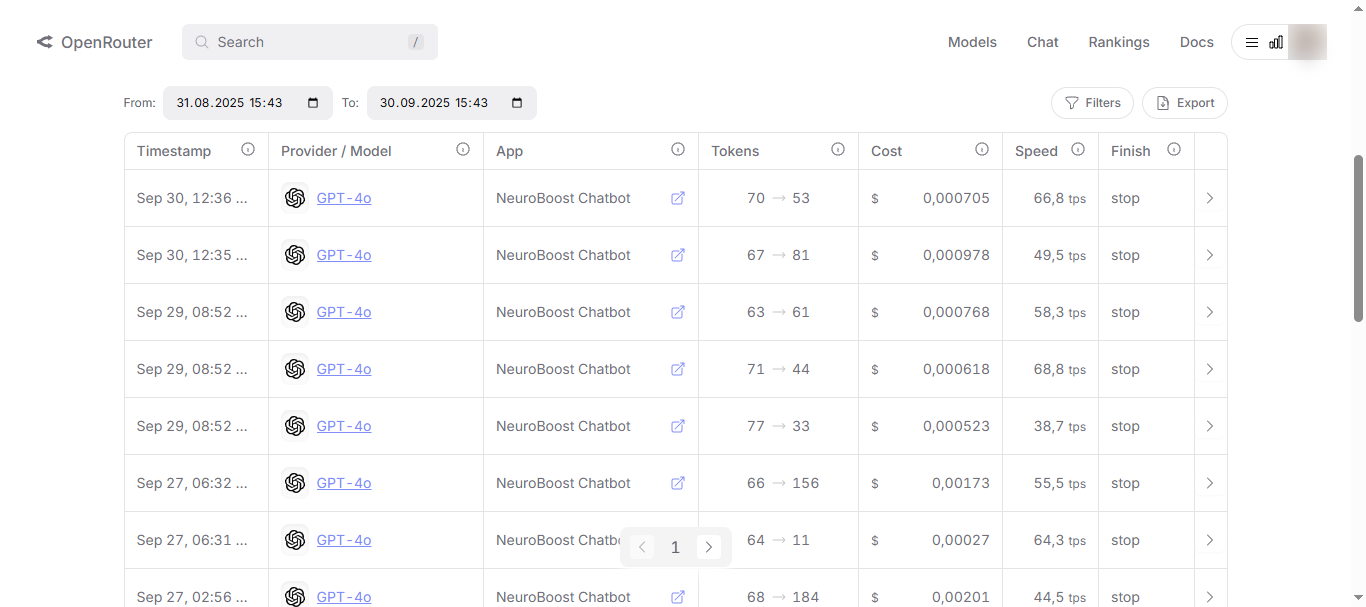 OpenRouter Search / Models Chat Rankings Docs
From: 31.08.2025 15:43 To: 30.09.2025 15:43 Filters Export
Timestamp Provider / Model App Tokens Cost Speed Finish
Sep 30, 12:36 ... GPT-4o NeuroBoost Chatbot 70 → 53 $ 0,000705 66,8 tps stop
Sep 30, 12:35 ... GPT-4o NeuroBoost Chatbot 67 → 81 $ 0,000978 49,5 tps stop
Sep 29, 08:52 ... GPT-4o NeuroBoost Chatbot 63 → 61 $ 0,000768 58,3 tps stop
Sep 29, 08:52 ... GPT-4o NeuroBoost Chatbot 71 → 44 $ 0,000618 68,8 tps stop
Sep 29, 08:52 ... GPT-4o NeuroBoost Chatbot 77 → 33 $ 0,000523 38,7 tps stop
Sep 27, 06:32 ... GPT-4o NeuroBoost Chatbot 66 → 156 $ 0,00173 55,5 tps stop
Sep 27, 06:31 ... GPT-4o NeuroBoost Chatb 64 → 11 $ 0,00027 64,3 tps stop
1
Sep 27, 02:56 ... GPT-4o NeuroBoost Chatbot 68 → 184 $ 0,00201 44,5 tps stop